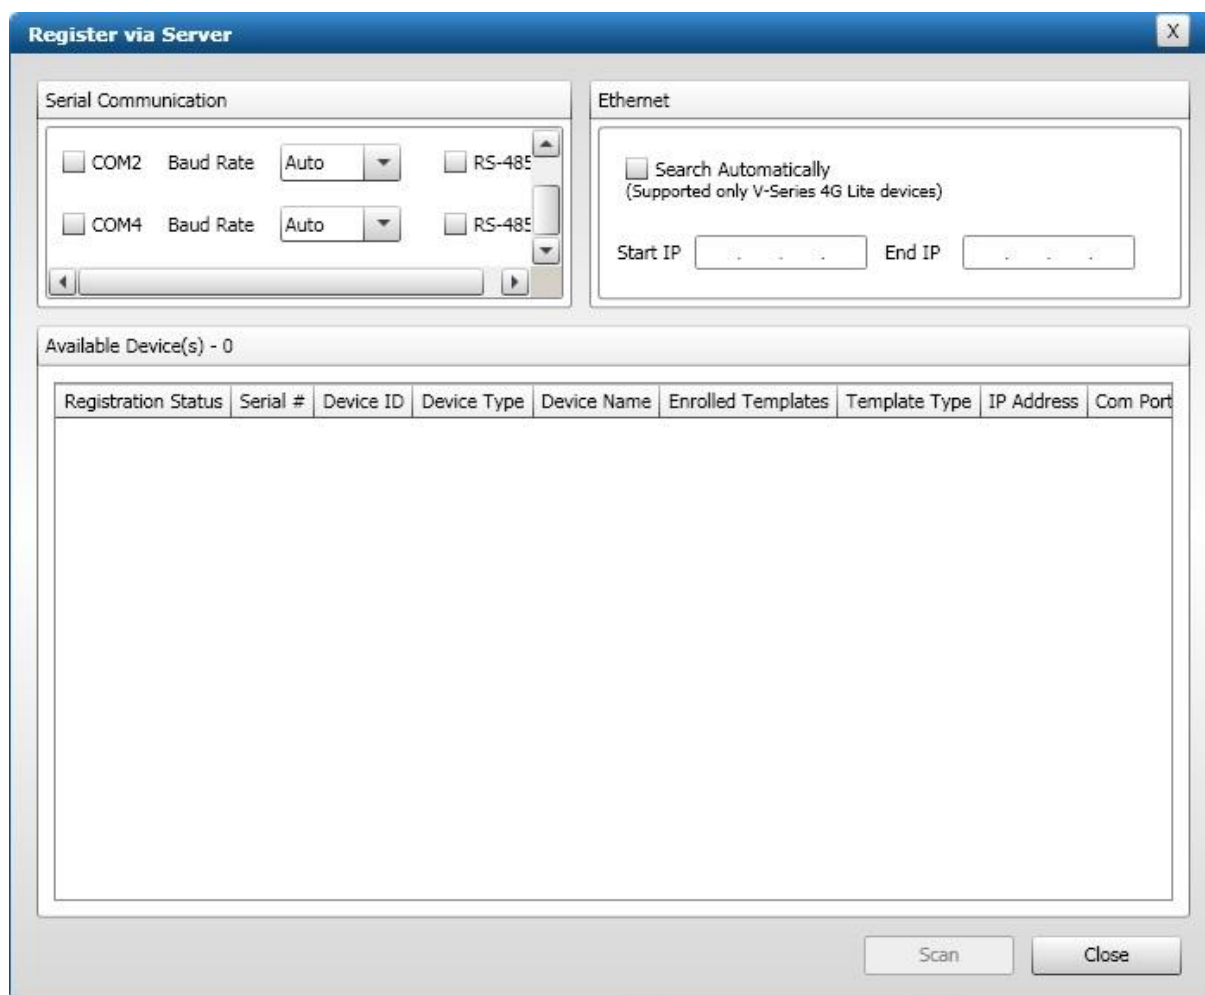 Register via Server X
Serial Communication
COM2 Baud Rate Auto RS-485
COM4 Baud Rate Auto RS-485
Ethernet
Search Automatically
(Supported only V-Series 4G Lite devices)
Start IP . . . End IP . . .
Available Device(s) - 0
Registration Status Serial # Device ID Device Type Device Name Enrolled Templates Template Type IP Address Com Port
Scan Close